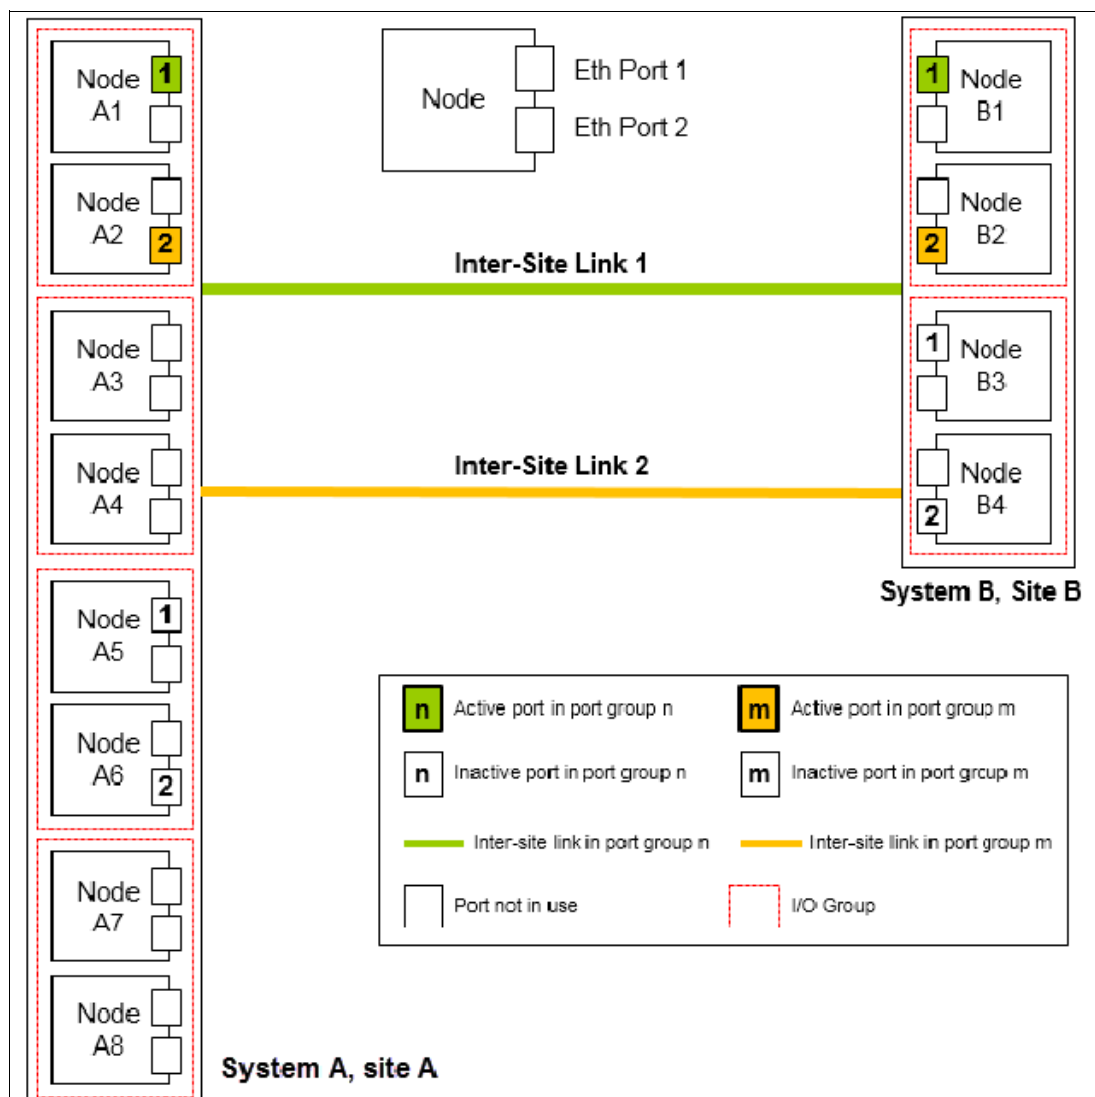 Node
A1
1
Node
A2
2
Node
A3
Node
A4
Node
A5
1
Node
A6
2
Node
A7
Node
A8
System A, site A
Node
Eth Port 1
Eth Port 2
Inter-Site Link 1
Inter-Site Link 2
1
Node
B1
2
Node
B2
1
Node
B3
2
Node
B4
System B, Site B
n Active port in port group n
m Active port in port group m
n Inactive port in port group n
m Inactive port in port group m
Inter-site link in port group n
Inter-site link in port group m
Port not in use
I/O Group